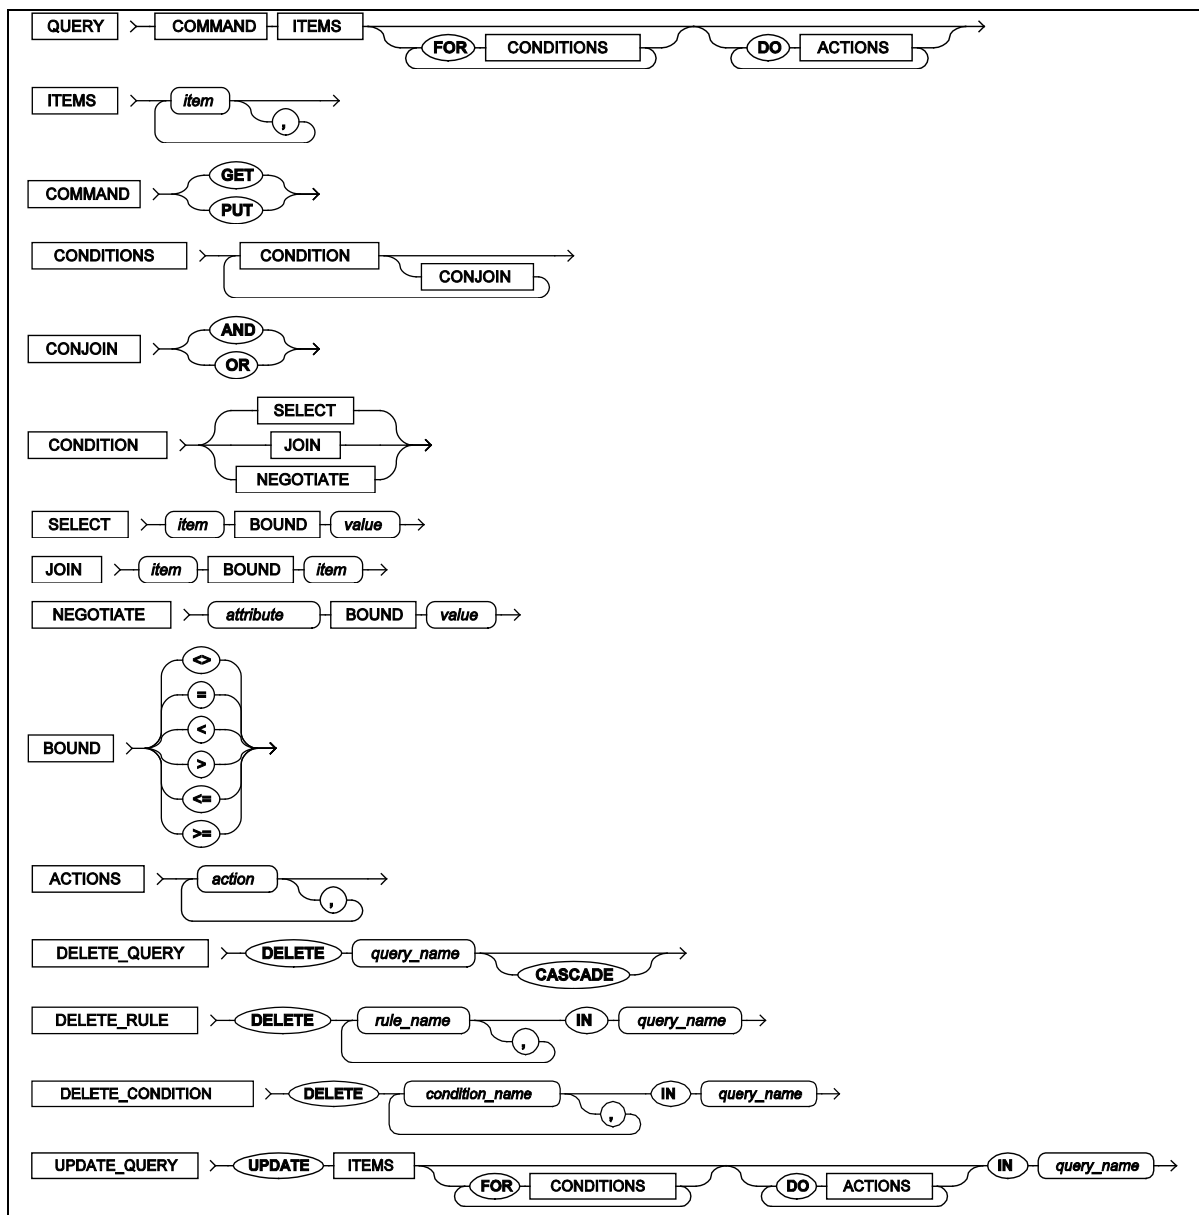 QUERY COMMAND ITEMS FOR CONDITIONS DO ACTIONS
ITEMS item ,
COMMAND GET PUT
CONDITIONS CONDITION CONJOIN
CONJOIN AND OR
CONDITION SELECT JOIN NEGOTIATE
SELECT item BOUND value
JOIN item BOUND item
NEGOTIATE attribute BOUND value
BOUND <> = < > <= >=
ACTIONS action ,
DELETE_QUERY DELETE query_name CASCADE
DELETE_RULE DELETE rule_name , IN query_name
DELETE_CONDITION DELETE condition_name , IN query_name
UPDATE_QUERY UPDATE ITEMS FOR CONDITIONS DO ACTIONS IN query_name